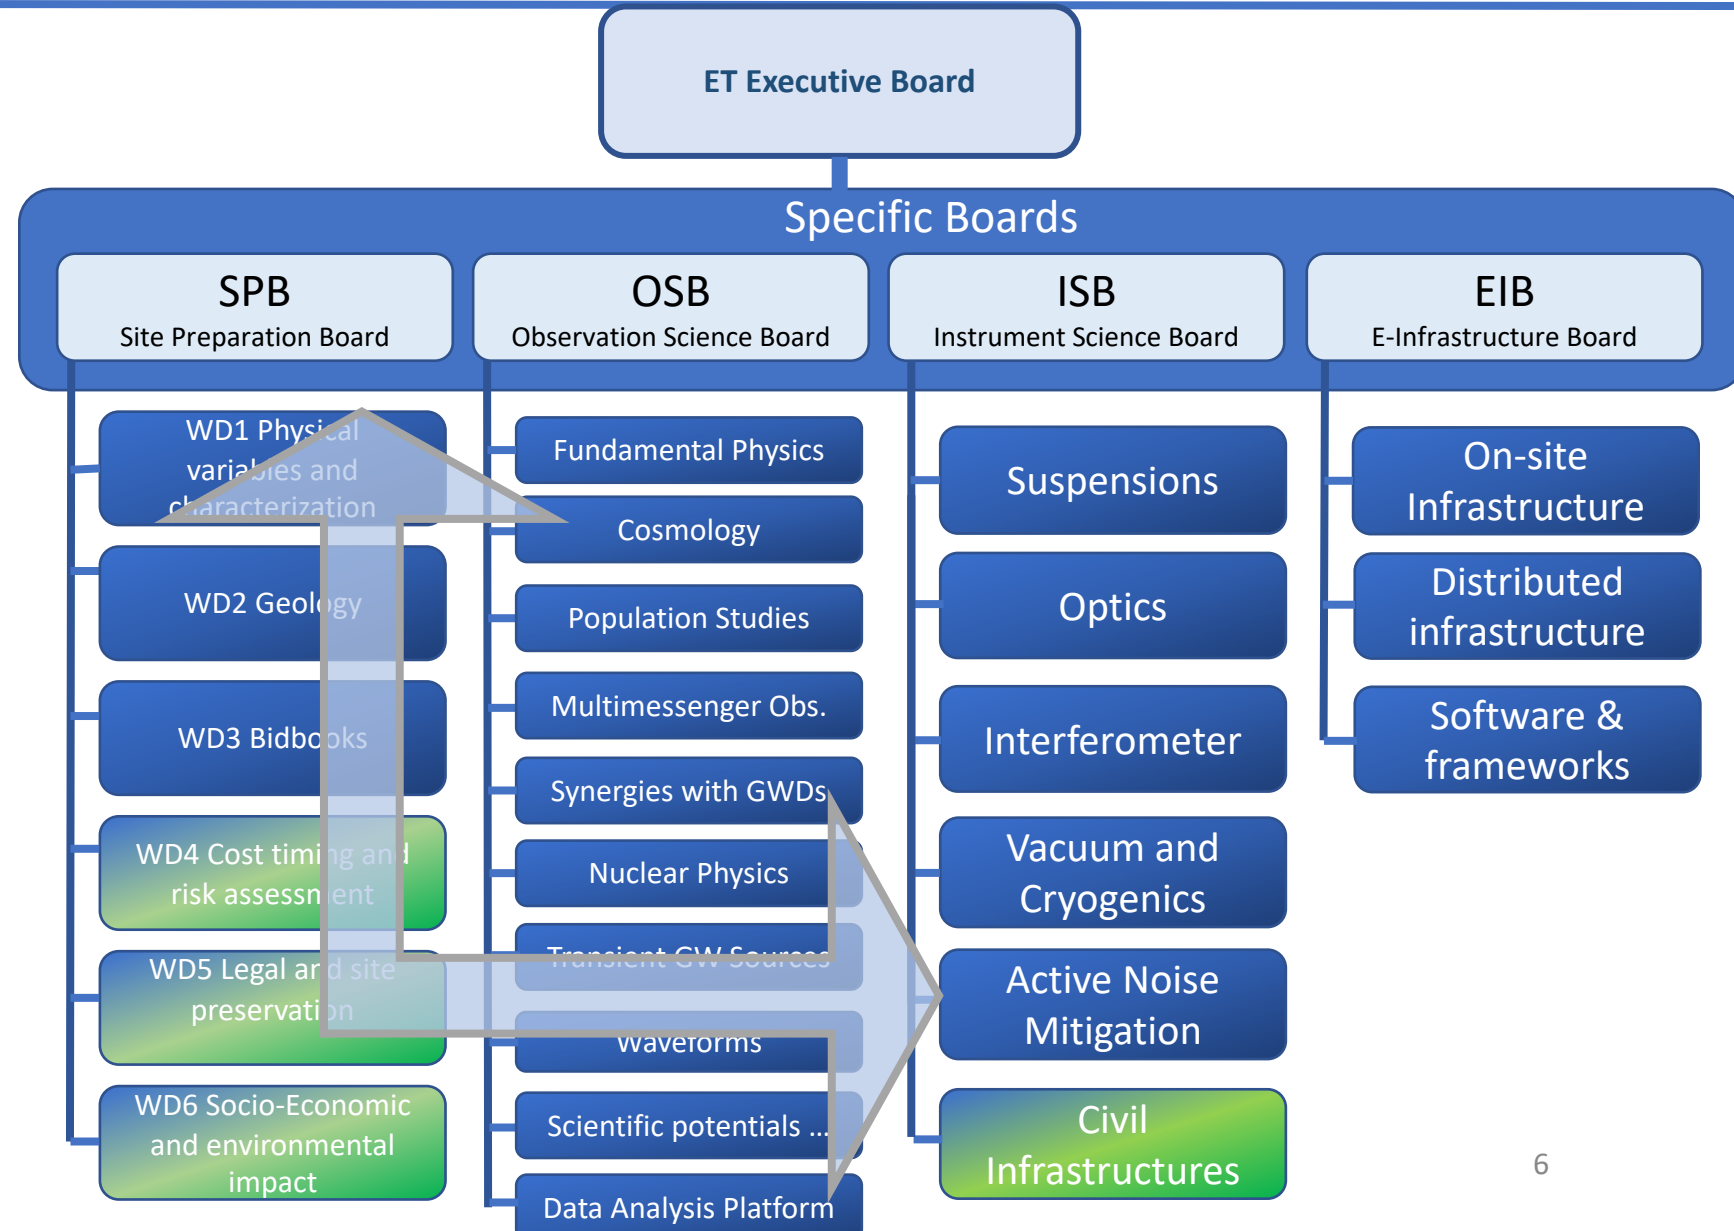 ET Executive Board
Specific Boards
SPB
Site Preparation Board
OSB
Observation Science Board
ISB
Instrument Science Board
EIB
E-Infrastructure Board
WD1 Physical
variables and
characterization
WD2 Geology
WD3 Bidbooks
WD4 Cost timing and
risk assessment
WD5 Legal and site
preservation
WD6 Socio-Economic
and environmental
impact
Fundamental Physics
Cosmology
Population Studies
Multimessenger Obs.
Synergies with GWDs
Nuclear Physics
Transient GW Sources
Waveforms
Scientific potentials ...
Data Analysis Platform
Suspensions
Optics
Interferometer
Vacuum and
Cryogenics
Active Noise
Mitigation
Civil
Infrastructures
On-site
Infrastructure
Distributed
infrastructure
Software &
frameworks
6